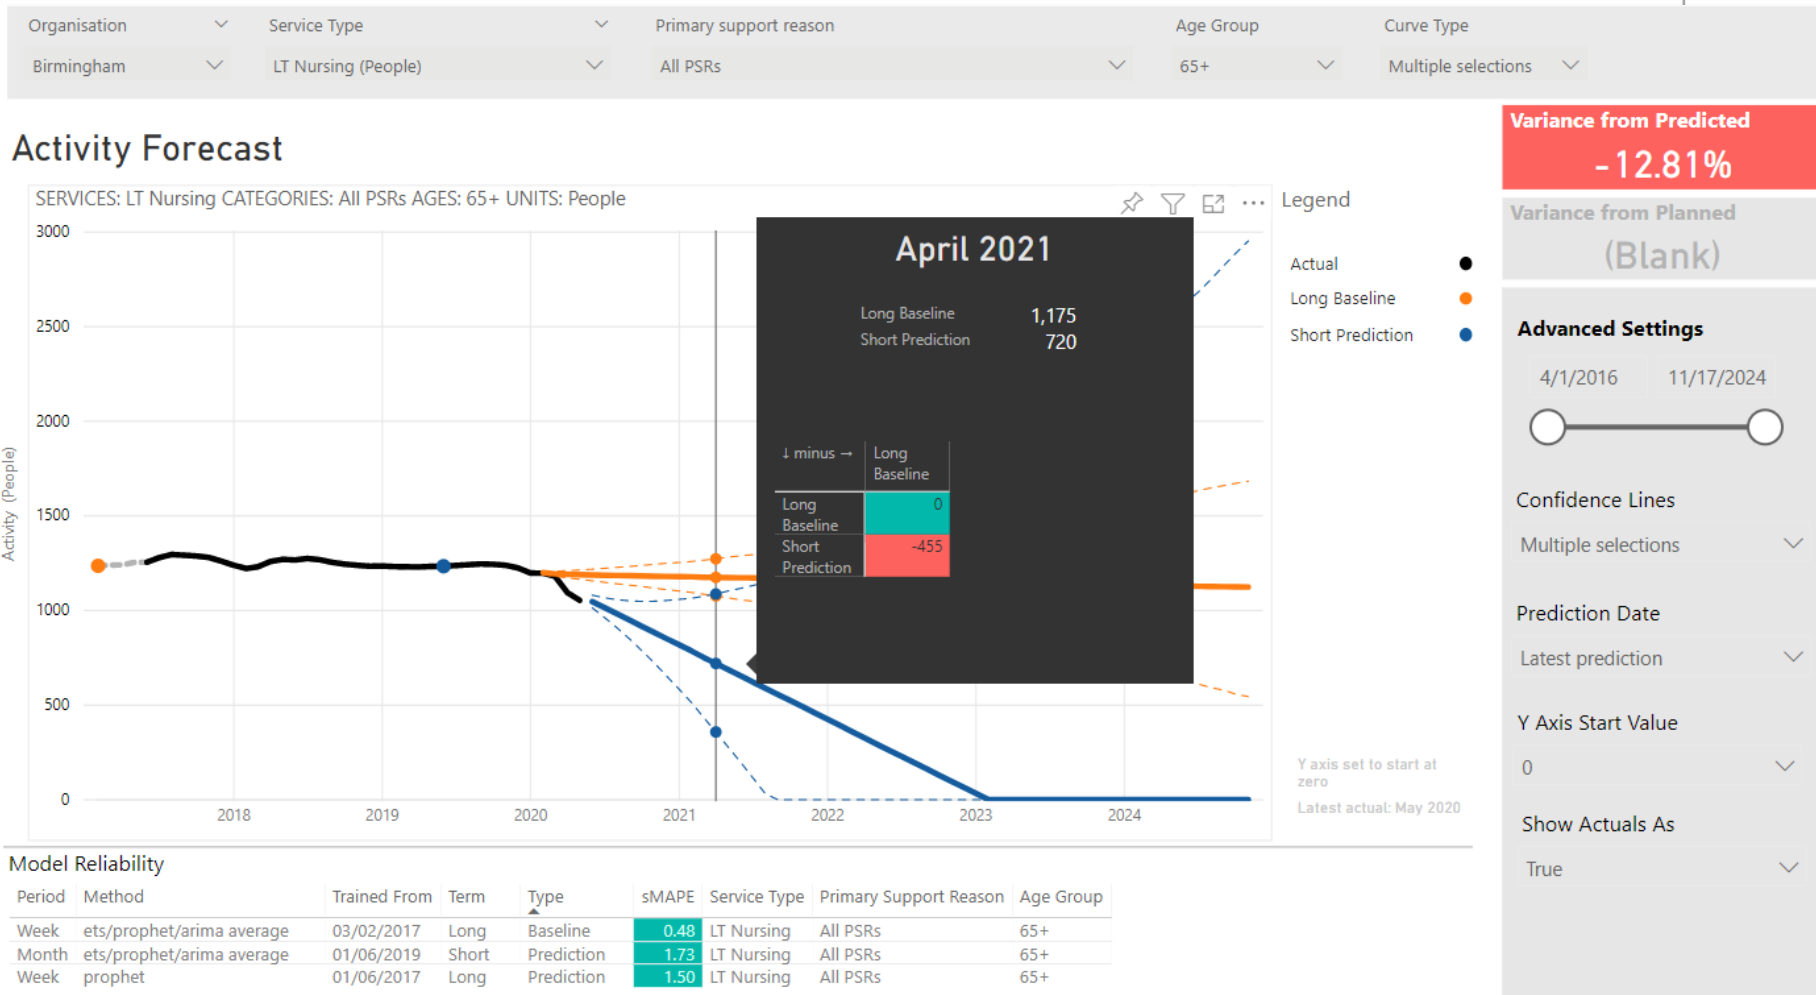 Organisation Service Type Primary support reason Age Group Curve Type
Birmingham LT Nursing (People) All PSRs 65+ Multiple selections
Activity Forecast
SERVICES: LT Nursing CATEGORIES: All PSRs AGES: 65+ UNITS: People
Activity (People)
3000
2500
2000
1500
1000
500
0
2018 2019 2020 2021 2022 2023 2024
April 2021
Long Baseline 1,175
Short Prediction 720
↓ minus → Long
Baseline
Long 0
Baseline
Short -455
Prediction
Legend
Actual
Long Baseline
Short Prediction
Y axis set to start at
zero
Latest actual: May 2020
Variance from Predicted
-12.81%
Variance from Planned
(Blank)
Advanced Settings
4/1/2016 11/17/2024
Confidence Lines
Multiple selections
Prediction Date
Latest prediction
Y Axis Start Value
0
Show Actuals As
True
Model Reliability
Period Method Trained From Term Type sMAPE Service Type Primary Support Reason Age Group
Week ets/prophet/arima average 03/02/2017 Long Baseline 0.48 LT Nursing All PSRs 65+
Month ets/prophet/arima average 01/06/2019 Short Prediction 1.73 LT Nursing All PSRs 65+
Week prophet 01/06/2017 Long Prediction 1.50 LT Nursing All PSRs 65+